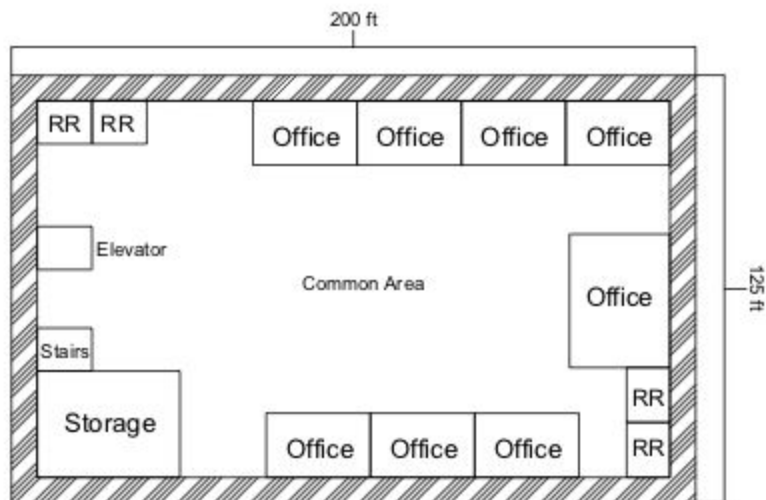 200 ft
RR RR
Office Office Office Office
Elevator
Common Area
Office
125 ft
Stairs
Storage
RR
Office Office Office
RR